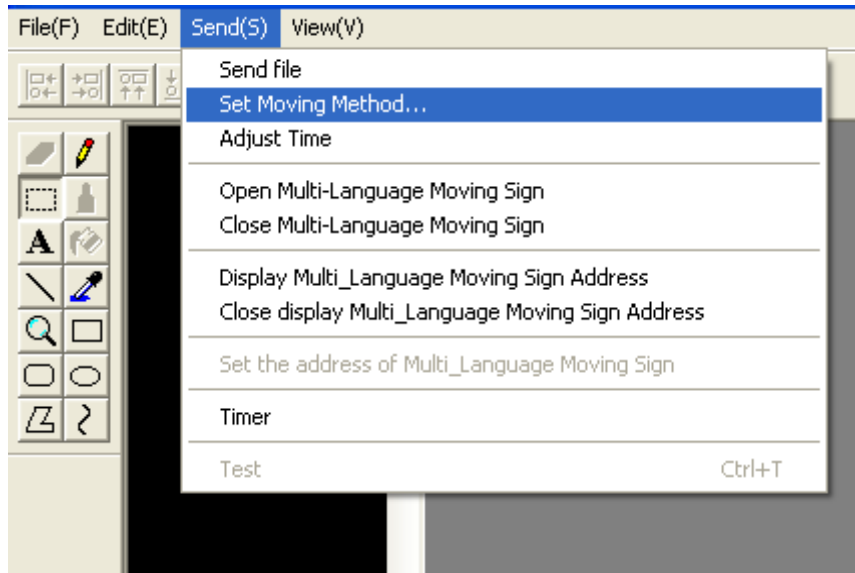 File(F) Edit(E) Send(S) View(V)
Send file
Set Moving Method...
Adjust Time
Open Multi-Language Moving Sign
Close Multi-Language Moving Sign
Display Multi_Language Moving Sign Address
Close display Multi_Language Moving Sign Address
Set the address of Multi_Language Moving Sign
Timer
Test Ctrl+T
A